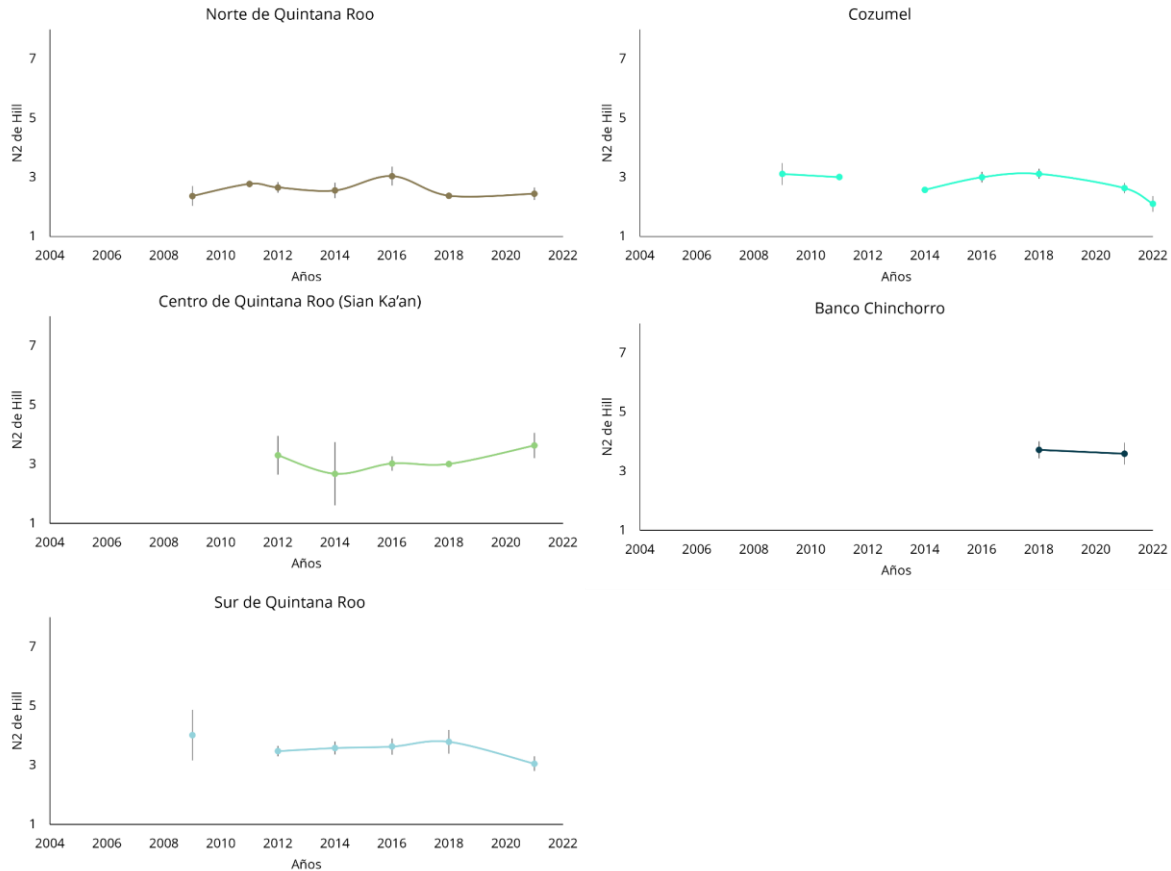 Norte de Quintana Roo
7
5
3
1
N2 de Hill
2004 2006 2008 2010 2012 2014 2016 2018 2020 2022
Años
Cozumel
7
5
3
1
N2 de Hill
2004 2006 2008 2010 2012 2014 2016 2018 2020 2022
Años
Centro de Quintana Roo (Sian Ka’an)
7
5
3
1
N2 de Hill
2004 2006 2008 2010 2012 2014 2016 2018 2020 2022
Años
Banco Chinchorro
7
5
3
1
N2 de Hill
2004 2006 2008 2010 2012 2014 2016 2018 2020 2022
Años
Sur de Quintana Roo
7
5
3
1
N2 de Hill
2004 2006 2008 2010 2012 2014 2016 2018 2020 2022
Años